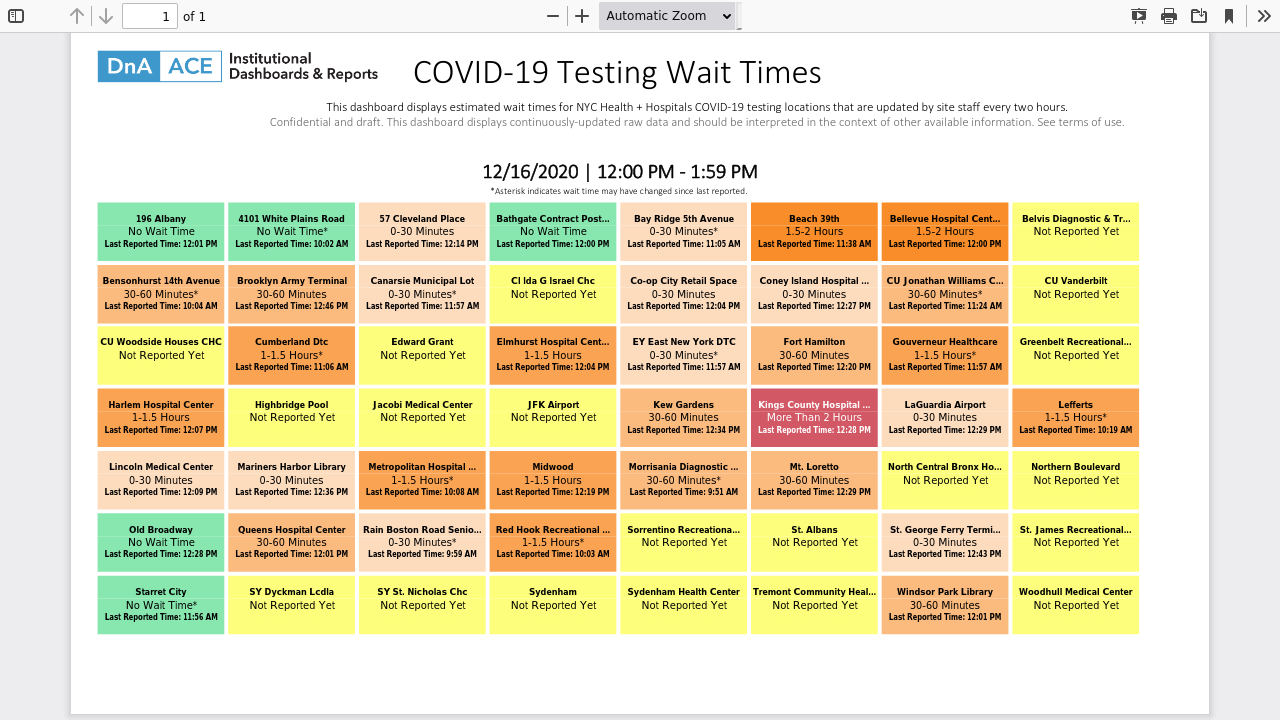 1 of 1 Automatic Zoom
DnA ACE Institutional
Dashboards & Reports
COVID-19 Testing Wait Times
This dashboard displays estimated wait times for NYC Health + Hospitals COVID-19 testing locations that are updated by site staff every two hours.
Confidential and draft. This dashboard displays continuously-updated raw data and should be interpreted in the context of other available information. See terms of use.
12/16/2020 | 12:00 PM - 1:59 PM
*Asterisk indicates wait time may have changed since last reported.
196 Albany
No Wait Time
Last Reported Time: 12:01 PM
4101 White Plains Road
No Wait Time*
Last Reported Time: 10:02 AM
57 Cleveland Place
0-30 Minutes
Last Reported Time: 12:14 PM
Bathgate Contract Post...
No Wait Time
Last Reported Time: 12:00 PM
Bay Ridge 5th Avenue
0-30 Minutes*
Last Reported Time: 11:05 AM
Beach 39th
1.5-2 Hours
Last Reported Time: 11:38 AM
Bellevue Hospital Cent...
1.5-2 Hours
Last Reported Time: 12:00 PM
Belvis Diagnostic & Tr...
Not Reported Yet
Bensonhurst 14th Avenue
30-60 Minutes*
Last Reported Time: 10:04 AM
Brooklyn Army Terminal
30-60 Minutes
Last Reported Time: 12:46 PM
Canarsie Municipal Lot
0-30 Minutes*
Last Reported Time: 11:57 AM
Cl Ida G Israel Chc
Not Reported Yet
Co-op City Retail Space
0-30 Minutes
Last Reported Time: 12:04 PM
Coney Island Hospital ...
0-30 Minutes
Last Reported Time: 12:27 PM
CU Jonathan Williams C...
30-60 Minutes*
Last Reported Time: 11:24 AM
CU Vanderbilt
Not Reported Yet
CU Woodside Houses CHC
Not Reported Yet
Cumberland Dtc
1-1.5 Hours*
Last Reported Time: 11:06 AM
Edward Grant
Not Reported Yet
Elmhurst Hospital Cent...
1-1.5 Hours
Last Reported Time: 12:04 PM
EY East New York DTC
0-30 Minutes*
Last Reported Time: 11:57 AM
Fort Hamilton
30-60 Minutes
Last Reported Time: 12:20 PM
Gouverneur Healthcare
1-1.5 Hours*
Last Reported Time: 11:57 AM
Greenbelt Recreational...
Not Reported Yet
Harlem Hospital Center
1-1.5 Hours
Last Reported Time: 12:07 PM
Highbridge Pool
Not Reported Yet
Jacobi Medical Center
Not Reported Yet
JFK Airport
Not Reported Yet
Kew Gardens
30-60 Minutes
Last Reported Time: 12:34 PM
Kings County Hospital ...
More Than 2 Hours
Last Reported Time: 12:28 PM
LaGuardia Airport
0-30 Minutes
Last Reported Time: 12:29 PM
Lefferts
1-1.5 Hours*
Last Reported Time: 10:19 AM
Lincoln Medical Center
0-30 Minutes
Last Reported Time: 12:09 PM
Mariners Harbor Library
0-30 Minutes
Last Reported Time: 12:36 PM
Metropolitan Hospital ...
1-1.5 Hours*
Last Reported Time: 10:08 AM
Midwood
1-1.5 Hours
Last Reported Time: 12:19 PM
Morrisania Diagnostic ...
30-60 Minutes*
Last Reported Time: 9:51 AM
Mt. Loretto
30-60 Minutes
Last Reported Time: 12:29 PM
North Central Bronx Ho...
Not Reported Yet
Northern Boulevard
Not Reported Yet
Old Broadway
No Wait Time
Last Reported Time: 12:28 PM
Queens Hospital Center
30-60 Minutes
Last Reported Time: 12:01 PM
Rain Boston Road Senio...
0-30 Minutes*
Last Reported Time: 9:59 AM
Red Hook Recreational ...
1-1.5 Hours*
Last Reported Time: 10:03 AM
Sorrentino Recreationa...
Not Reported Yet
St. Albans
Not Reported Yet
St. George Ferry Termi...
0-30 Minutes
Last Reported Time: 12:43 PM
St. James Recreational...
Not Reported Yet
Starret City
No Wait Time*
Last Reported Time: 11:56 AM
SY Dyckman Lcdla
Not Reported Yet
SY St. Nicholas Chc
Not Reported Yet
Sydenham
Not Reported Yet
Sydenham Health Center
Not Reported Yet
Tremont Community Heal...
Not Reported Yet
Windsor Park Library
30-60 Minutes
Last Reported Time: 12:01 PM
Woodhull Medical Center
Not Reported Yet